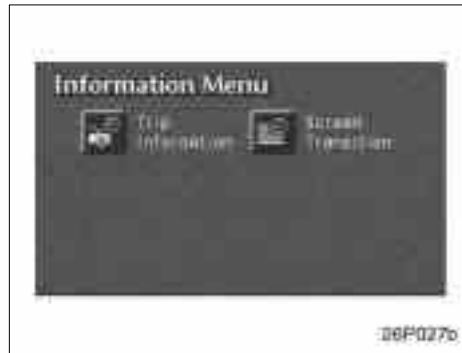 Information Menu
Trip
Information
Screen
Transition
26P027b